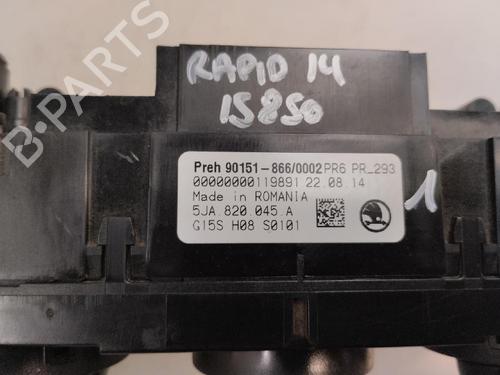 RAPID 14
15250
Preh 90151-866/0002PR6 PR_293
00000000119891 22.08.14
Made in ROMANIA
5JA.820.045.A
G15S H08 S0101
1
B-PARTS